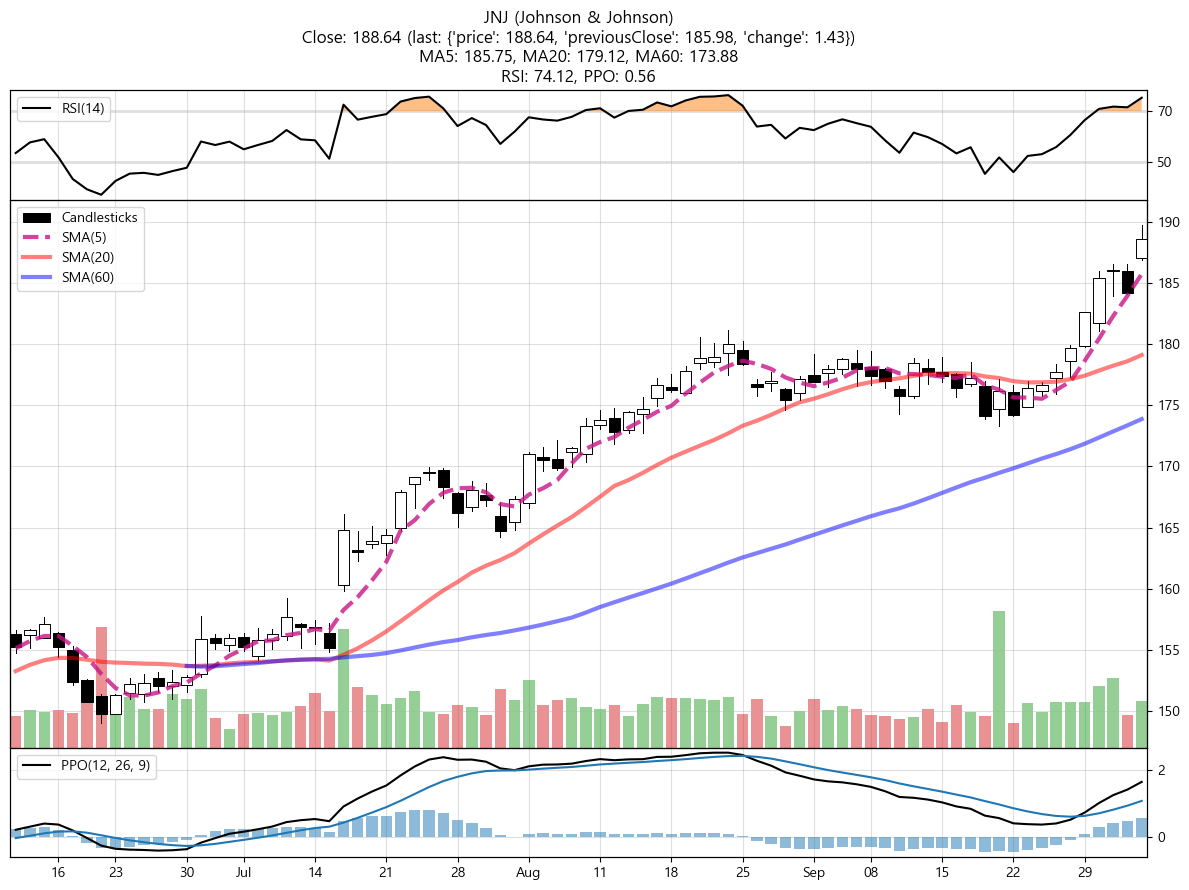 JNJ (Johnson & Johnson)
Close: 188.64 (last: {'price': 188.64, 'previousClose': 185.98, 'change': 1.43})
MA5: 185.75, MA20: 179.12, MA60: 173.88
RSI: 74.12, PPO: 0.56
RSI(14)
70
50
Candlesticks
SMA(5)
SMA(20)
SMA(60)
190
185
180
175
170
165
160
155
150
PPO(12, 26, 9)
2
0
16 23 30 Jul 14 21 28 Aug 11 18 25 Sep 08 15 22 29